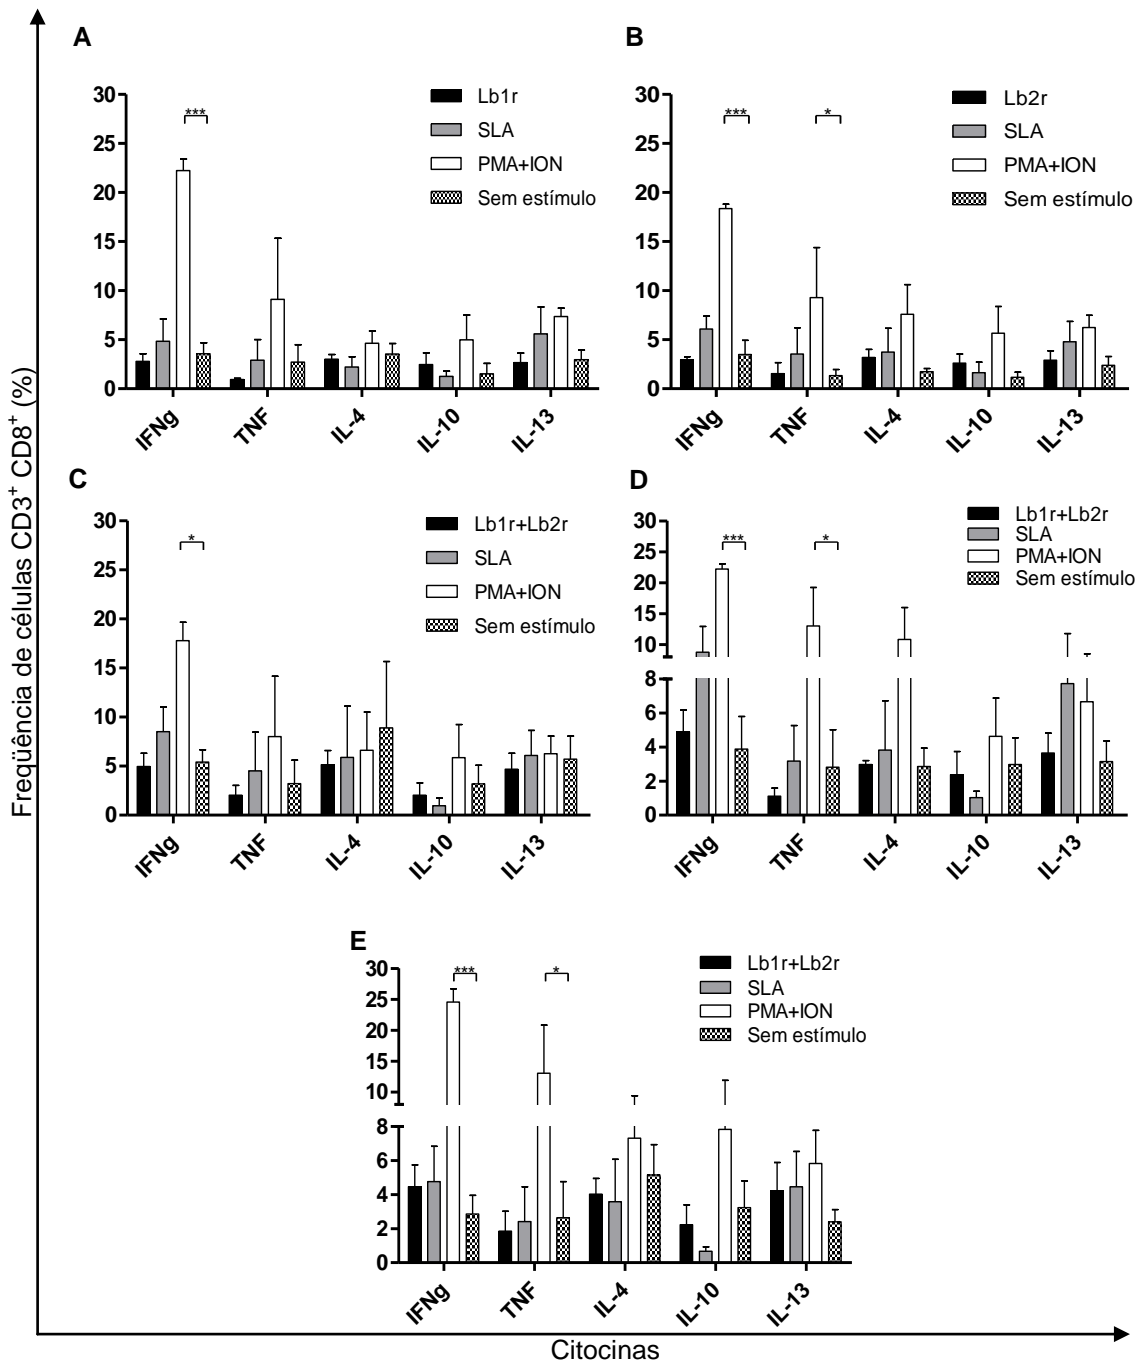 Freqüência de células CD3⁺ CD8⁺ (%)
A
30
25
20
15
10
5
0
***
Lb1r
SLA
PMA+ION
Sem estímulo
IFNg
TNF
IL-4
IL-10
IL-13
B
30
25
20
15
10
5
0
***
*
Lb2r
SLA
PMA+ION
Sem estímulo
IFNg
TNF
IL-4
IL-10
IL-13
C
30
25
20
15
10
5
0
*
Lb1r+Lb2r
SLA
PMA+ION
Sem estímulo
IFNg
TNF
IL-4
IL-10
IL-13
D
30
25
20
15
10
8
6
4
2
0
***
*
Lb1r+Lb2r
SLA
PMA+ION
Sem estímulo
IFNg
TNF
IL-4
IL-10
IL-13
E
30
25
20
15
10
8
6
4
2
0
***
*
Lb1r+Lb2r
SLA
PMA+ION
Sem estímulo
IFNg
TNF
IL-4
IL-10
IL-13
Citocinas